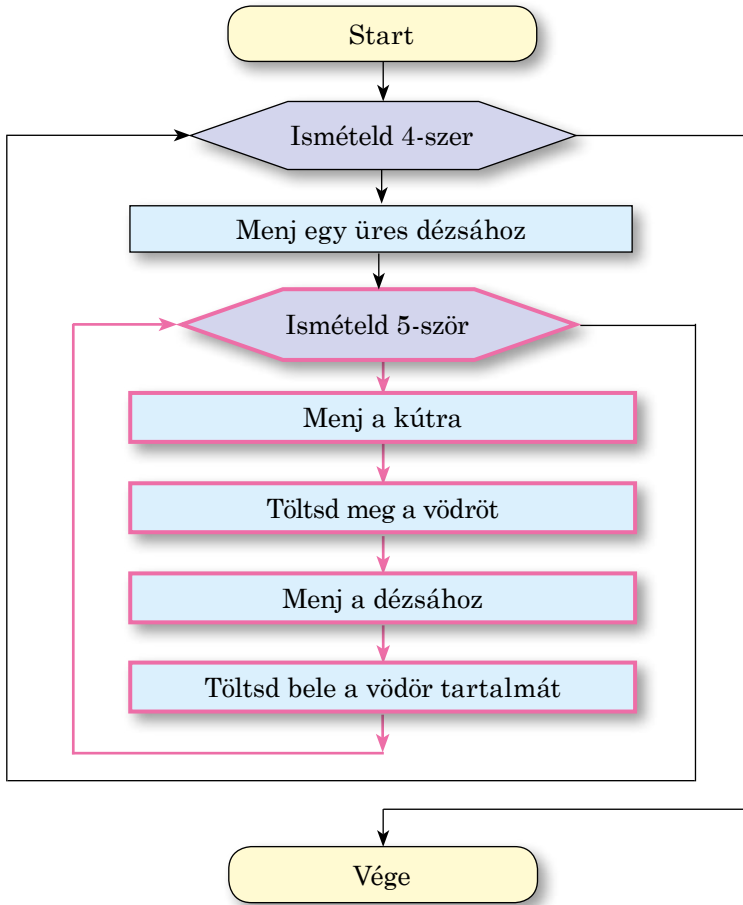 Start
Ismételd 4-szer
Menj egy üres dézsához
Ismételd 5-ször
Menj a kútra
Töltsd meg a vödröt
Menj a dézsához
Töltsd bele a vödör tartalmát
Vége